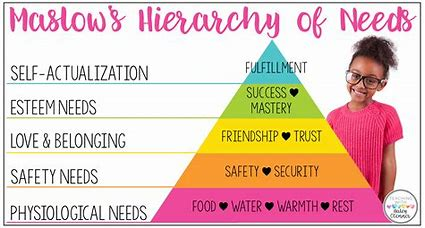 Maslow's Hierarchy of Needs
SELF-ACTUALIZATION
FULFILLMENT
ESTEEM NEEDS
SUCCESS ♥
MASTERY
LOVE & BELONGING
FRIENDSHIP ♥ TRUST
SAFETY NEEDS
SAFETY ♥ SECURITY
PHYSIOLOGICAL NEEDS
FOOD ♥ WATER ♥ WARMTH ♥ REST